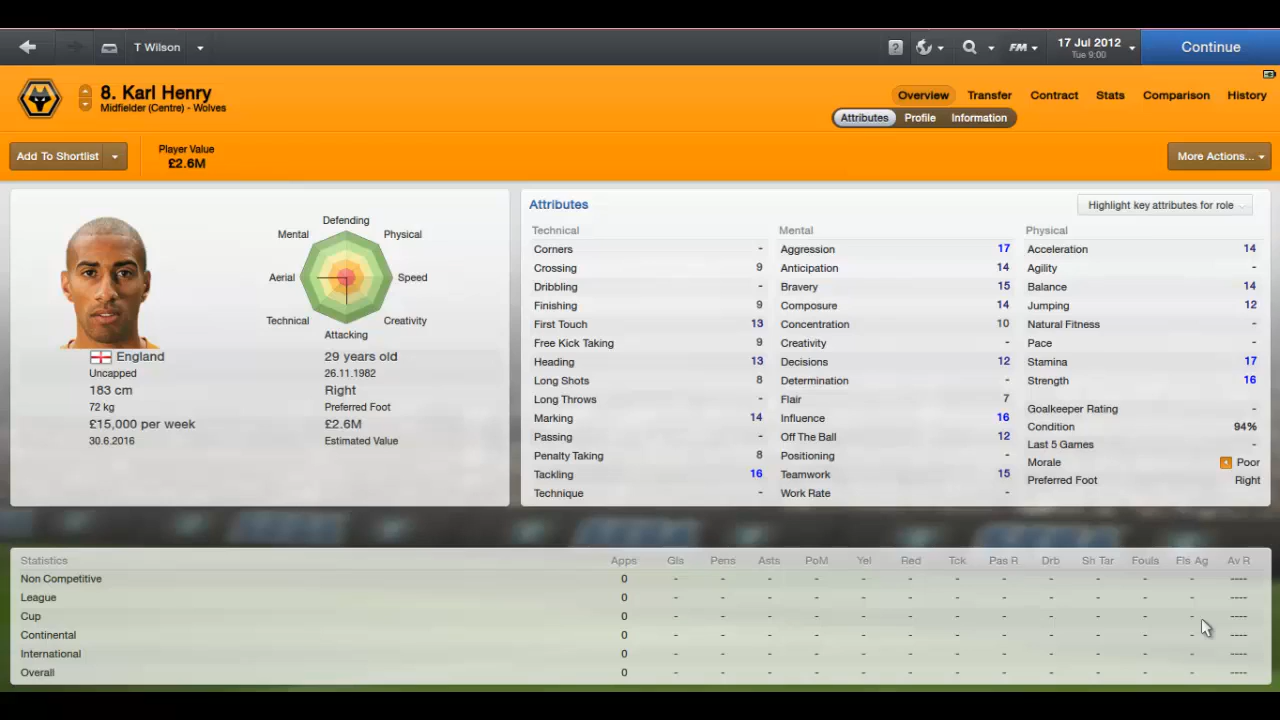 T Wilson
?
FM
17 Jul 2012
Tue 9:00
Continue
8. Karl Henry
Midfielder (Centre) - Wolves
Overview Transfer Contract Stats Comparison History
Attributes Profile Information
Add To Shortlist
Player Value
£2.6M
More Actions...
Defending
Mental Physical
Aerial Speed
Technical Creativity
Attacking
England 29 years old
Uncapped 26.11.1982
183 cm Right
72 kg Preferred Foot
£15,000 per week £2.6M
30.6.2016 Estimated Value
Attributes
Highlight key attributes for role
Technical Mental Physical
Corners - Aggression 17 Acceleration 14
Crossing 9 Anticipation 14 Agility -
Dribbling - Bravery 15 Balance 14
Finishing 9 Composure 14 Jumping 12
First Touch 13 Concentration 10 Natural Fitness -
Free Kick Taking 9 Creativity - Pace -
Heading 13 Decisions 12 Stamina 17
Long Shots 8 Determination - Strength 16
Long Throws - Flair 7 Goalkeeper Rating -
Marking 14 Influence 16 Condition 94%
Passing - Off The Ball 12 Last 5 Games -
Penalty Taking 8 Positioning - Morale Poor
Tackling 16 Teamwork 15 Preferred Foot Right
Technique - Work Rate -
Statistics Apps Gls Pens Asts PoM Yel Red Tck Pas R Drb Sh Tar Fouls Fls Ag Av R
Non Competitive 0 - - - - - - - - - - - - ----
League 0 - - - - - - - - - - - - ----
Cup 0 - - - - - - - - - - - - ----
Continental 0 - - - - - - - - - - - - ----
International 0 - - - - - - - - - - - - ----
Overall 0 - - - - - - - - - - - - ----